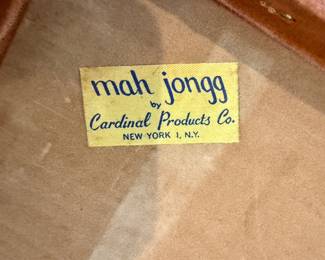 mah jongg
by
Cardinal Products Co.
NEW YORK 1, N.Y.